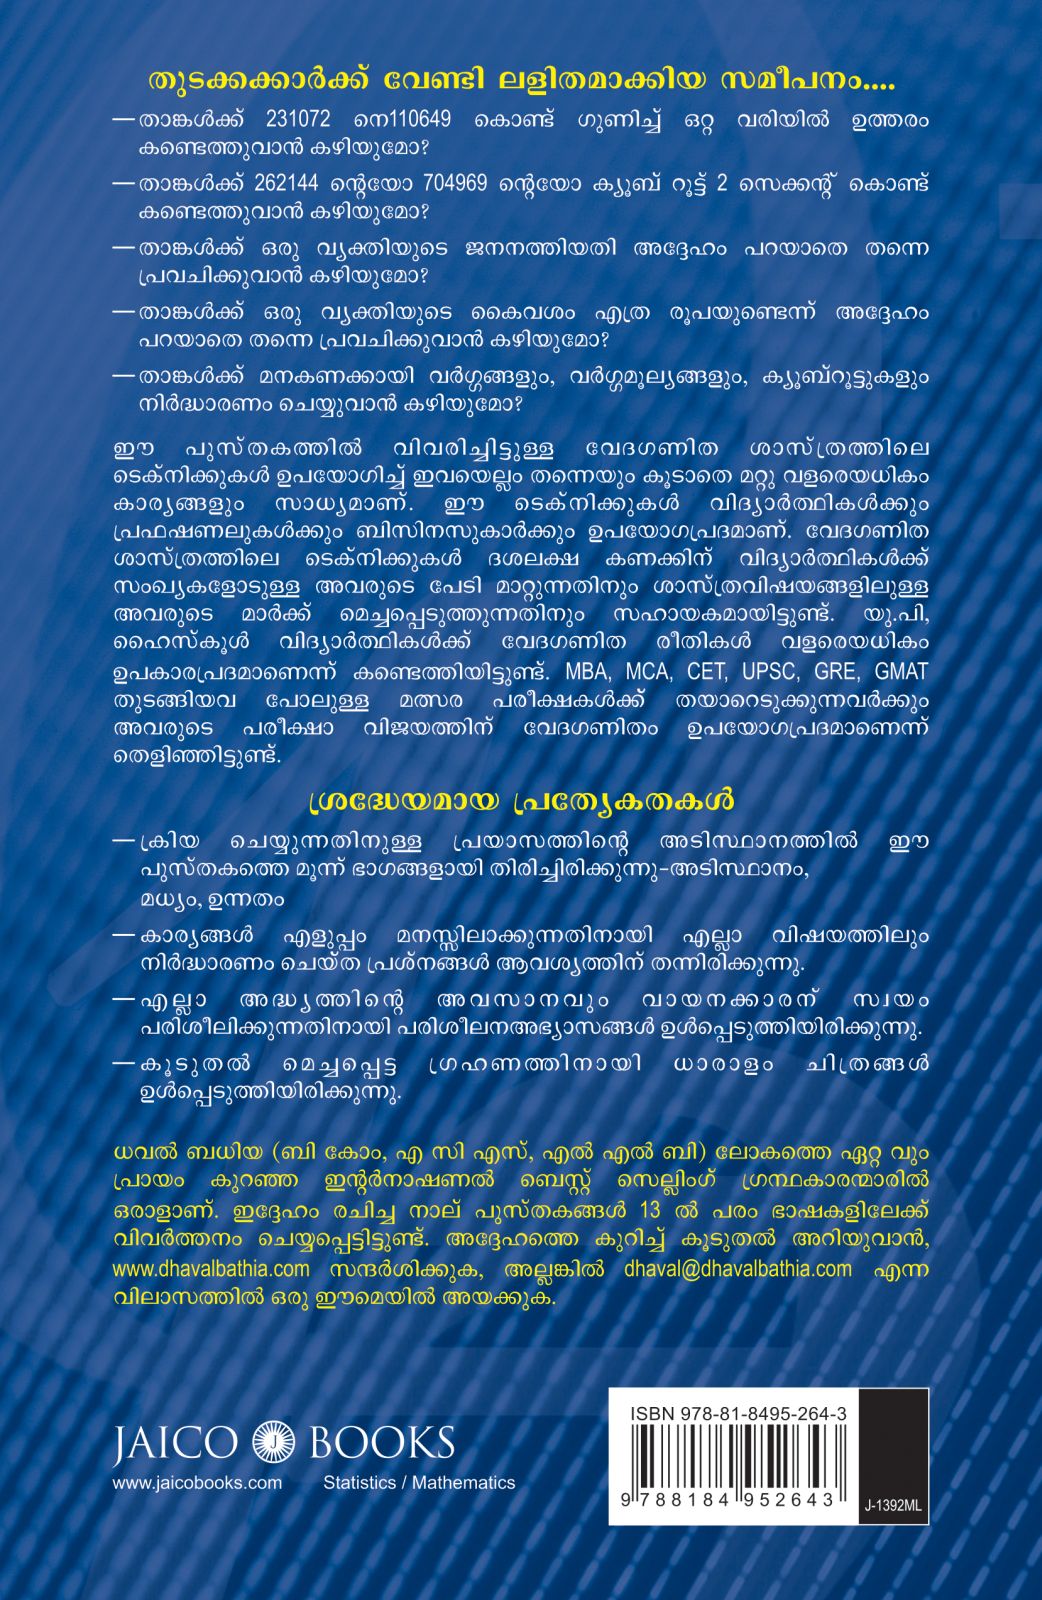 തുടക്കക്കാർക്ക് വേണ്ടി ലളിതമാക്കിയ സമീപനം....
— താങ്കൾക്ക് 231072 നെ110649 കൊണ്ട് ഗുണിച്ച് ഒറ്റ വരിയിൽ ഉത്തരം
കണ്ടെത്തുവാൻ കഴിയുമോ?
— താങ്കൾക്ക് 262144 ന്റെയോ 704969 ന്റെയോ ക്യൂബ് റൂട്ട് 2 സെക്കന്റ് കൊണ്ട്
കണ്ടെത്തുവാൻ കഴിയുമോ?
— താങ്കൾക്ക് ഒരു വ്യക്തിയുടെ ജനനത്തിയതി അദ്ദേഹം പറയാതെ തന്നെ
പ്രവചിക്കുവാൻ കഴിയുമോ?
— താങ്കൾക്ക് ഒരു വ്യക്തിയുടെ കൈവശം എത്ര രൂപയുണ്ടെന്ന് അദ്ദേഹം
പറയാതെ തന്നെ പ്രവചിക്കുവാൻ കഴിയുമോ?
— താങ്കൾക്ക് മനകണക്കായി വർഗ്ഗങ്ങളും, വർഗ്ഗമൂല്യങ്ങളും, ക്യൂബ്റൂട്ടുകളും
നിർദ്ധാരണം ചെയ്യുവാൻ കഴിയുമോ?
ഈ പുസ്തകത്തിൽ വിവരിച്ചിട്ടുള്ള വേദഗണിത ശാസ്ത്രത്തിലെ
ടെക്നിക്കുകൾ ഉപയോഗിച്ച് ഇവയെല്ലം തന്നെയും കൂടാതെ മറ്റു വളരെയധികം
കാര്യങ്ങളും സാധ്യമാണ്. ഈ ടെക്നിക്കുകൾ വിദ്യാർത്ഥികൾക്കും
പ്രഫഷണലുകൾക്കും ബിസിനസുകാർക്കും ഉപയോഗപ്രദമാണ്. വേദഗണിത
ശാസ്ത്രത്തിലെ ടെക്നിക്കുകൾ ദശലക്ഷ കണക്കിന് വിദ്യാർത്ഥികൾക്ക്
സംഖ്യകളോടുള്ള അവരുടെ പേടി മാറ്റുന്നതിനും ശാസ്ത്രവിഷയങ്ങളിലുള്ള
അവരുടെ മാർക്ക് മെച്ചപ്പെടുത്തുന്നതിനും സഹായകമായിട്ടുണ്ട്. യു.പി,
ഹൈസ്കൂൾ വിദ്യാർത്ഥികൾക്ക് വേദഗണിത രീതികൾ വളരെയധികം
ഉപകാരപ്രദമാണെന്ന് കണ്ടെത്തിയിട്ടുണ്ട്. MBA, MCA, CET, UPSC, GRE, GMAT
തുടങ്ങിയവ പോലുള്ള മത്സര പരീക്ഷകൾക്ക് തയാറെടുക്കുന്നവർക്കും
അവരുടെ പരീക്ഷാ വിജയത്തിന് വേദഗണിതം ഉപയോഗപ്രദമാണെന്ന്
തെളിഞ്ഞിട്ടുണ്ട്.
ശ്രദ്ധേയമായ പ്രത്യേകതകൾ
— ക്രിയ ചെയ്യുന്നതിനുള്ള പ്രയാസത്തിന്റെ അടിസ്ഥാനത്തിൽ ഈ
പുസ്തകത്തെ മൂന്ന് ഭാഗങ്ങളായി തിരിച്ചിരിക്കുന്നു-അടിസ്ഥാനം,
മധ്യം, ഉന്നതം
— കാര്യങ്ങൾ എളുപ്പം മനസ്സിലാക്കുന്നതിനായി എല്ലാ വിഷയത്തിലും
നിർദ്ധാരണം ചെയ്ത പ്രശ്നങ്ങൾ ആവശ്യത്തിന് തന്നിരിക്കുന്നു.
— എല്ലാ അദ്ധ്യത്തിന്റെ അവസാനവും വായനക്കാരന് സ്വയം
പരിശീലിക്കുന്നതിനായി പരിശീലനഅഭ്യാസങ്ങൾ ഉൾപ്പെടുത്തിയിരിക്കുന്നു.
— കൂടുതൽ മെച്ചപ്പെട്ട ഗ്രഹണത്തിനായി ധാരാളം ചിത്രങ്ങൾ
ഉൾപ്പെടുത്തിയിരിക്കുന്നു.
ധവൽ ബധിയ (ബി കോം, എ സി എസ്, എൽ എൽ ബി) ലോകത്തെ ഏറ്റ വും
പ്രായം കുറഞ്ഞ ഇന്റർനാഷണൽ ബെസ്റ്റ് സെല്ലിംഗ് ഗ്രന്ഥകാരന്മാരിൽ
ഒരാളാണ്. ഇദ്ദേഹം രചിച്ച നാല് പുസ്തകങ്ങൾ 13 ൽ പരം ഭാഷകളിലേക്ക്
വിവർത്തനം ചെയ്യപ്പെട്ടിട്ടുണ്ട്. അദ്ദേഹത്തെ കുറിച്ച് കൂടുതൽ അറിയുവാൻ,
www.dhavalbathia.com സന്ദർശിക്കുക, അല്ലങ്കിൽ dhaval@dhavalbathia.com എന്ന
വിലാസത്തിൽ ഒരു ഈമെയിൽ അയക്കുക.
ISBN 978-81-8495-264-3
JAICO J BOOKS
www.jaicobooks.com Statistics / Mathematics
9 788184 952643
J-1392ML